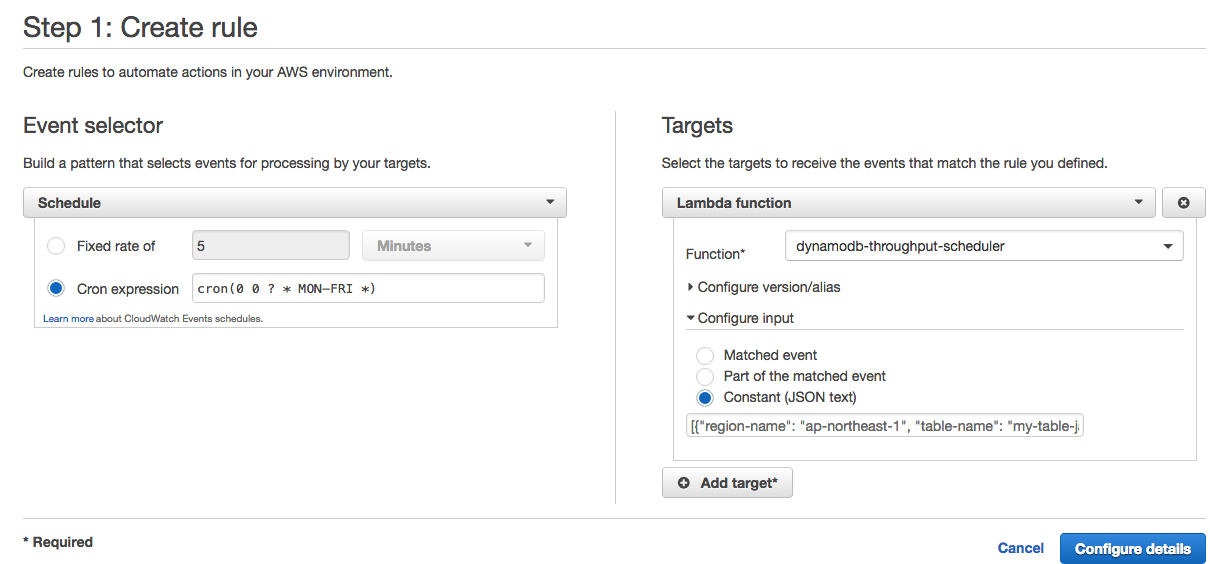 Step 1: Create rule
Create rules to automate actions in your AWS environment.
Event selector
Build a pattern that selects events for processing by your targets.
Schedule
Fixed rate of 5 Minutes
Cron expression cron(0 0 ? * MON-FRI *)
Learn more about CloudWatch Events schedules.
Targets
Select the targets to receive the events that match the rule you defined.
Lambda function
Function* dynamodb-throughput-scheduler
Configure version/alias
Configure input
Matched event
Part of the matched event
Constant (JSON text)
[{"region-name": "ap-northeast-1", "table-name": "my-table-j
Add target*
* Required
Cancel Configure details